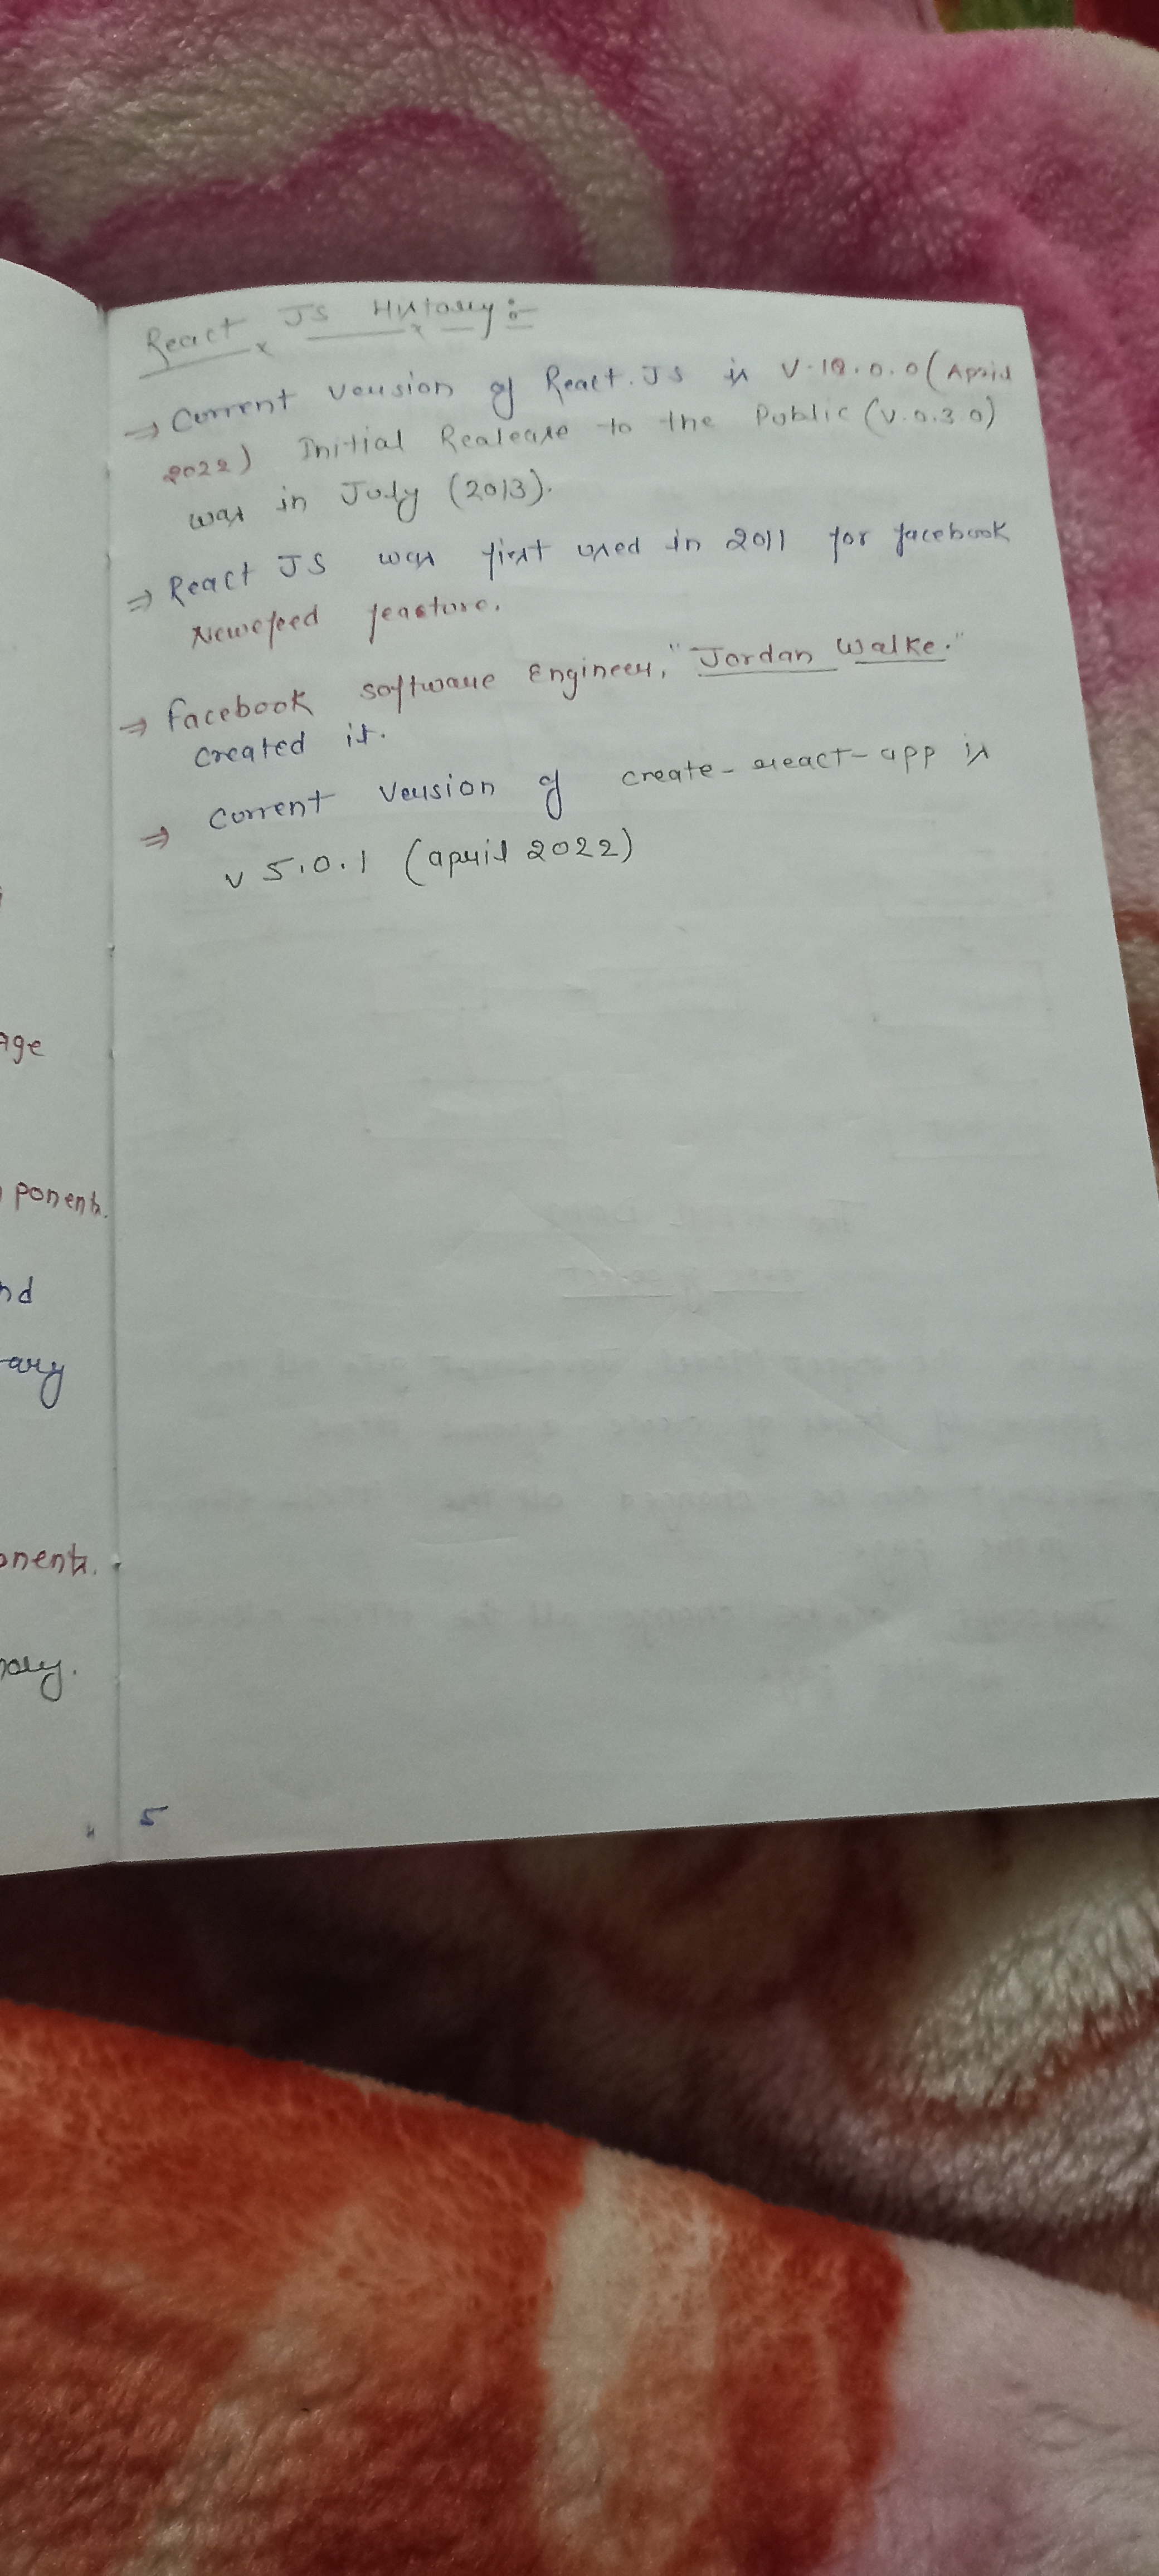 age
ponents.
nd
ary
onents.
React JS History :-
⇒ Current version of React.JS is V.18.0.0 (April
2022) Initial Realease to the Public (V.0.3.0)
was in July (2013).
⇒ React JS was first used in 2011 for facebook
Newsfeed feasture.
⇒ facebook software Engineer, "Jordan Walke."
created it.
⇒ Current Version of create-react-app is
v 5.0.1 (april 2022)
5